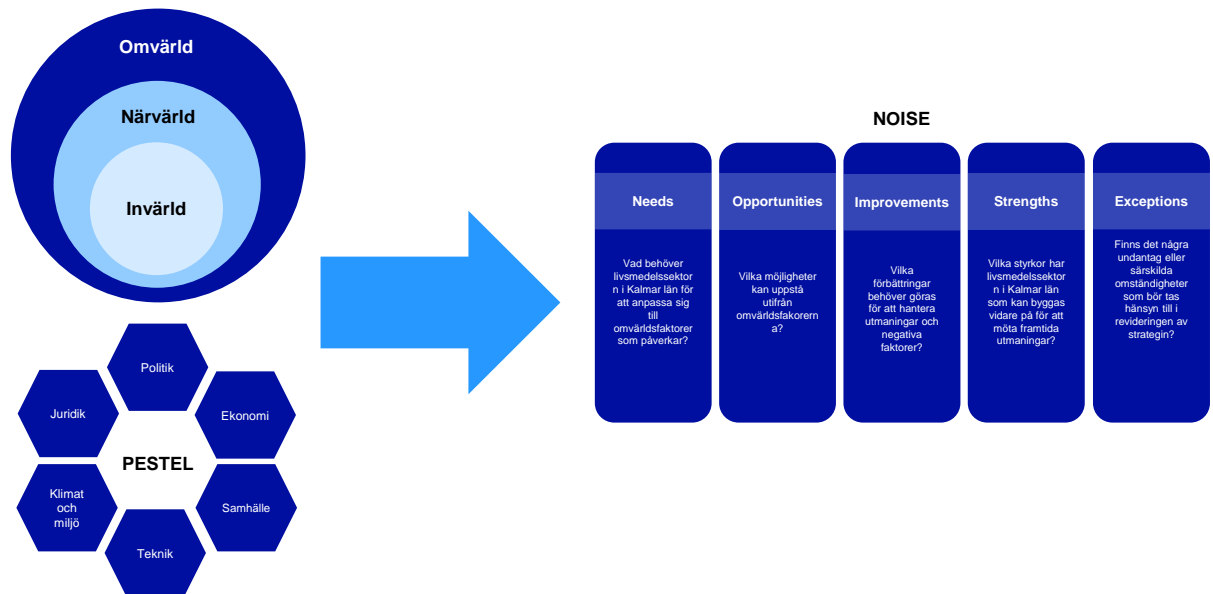 Omvärld
Närvärld
Invärld
Politik
Juridik
Ekonomi
PESTEL
Klimat
och
miljö
Samhälle
Teknik
NOISE
Needs
Vad behöver
livsmedelssektor
n i Kalmar län för
att anpassa sig
till
omvärldsfaktorer
som påverkar?
Opportunities
Vilka möjligheter
kan uppstå
utifrån
omvärldsfakorern
a?
Improvements
Vilka
förbättringar
behöver göras
för att hantera
utmaningar och
negativa
faktorer?
Strengths
Vilka styrkor har
livsmedelssektor
n i Kalmar län
som kan byggas
vidare på för att
möta framtida
utmaningar?
Exceptions
Finns det några
undantag eller
särskilda
omständigheter
som bör tas
hänsyn till i
revideringen av
strategin?